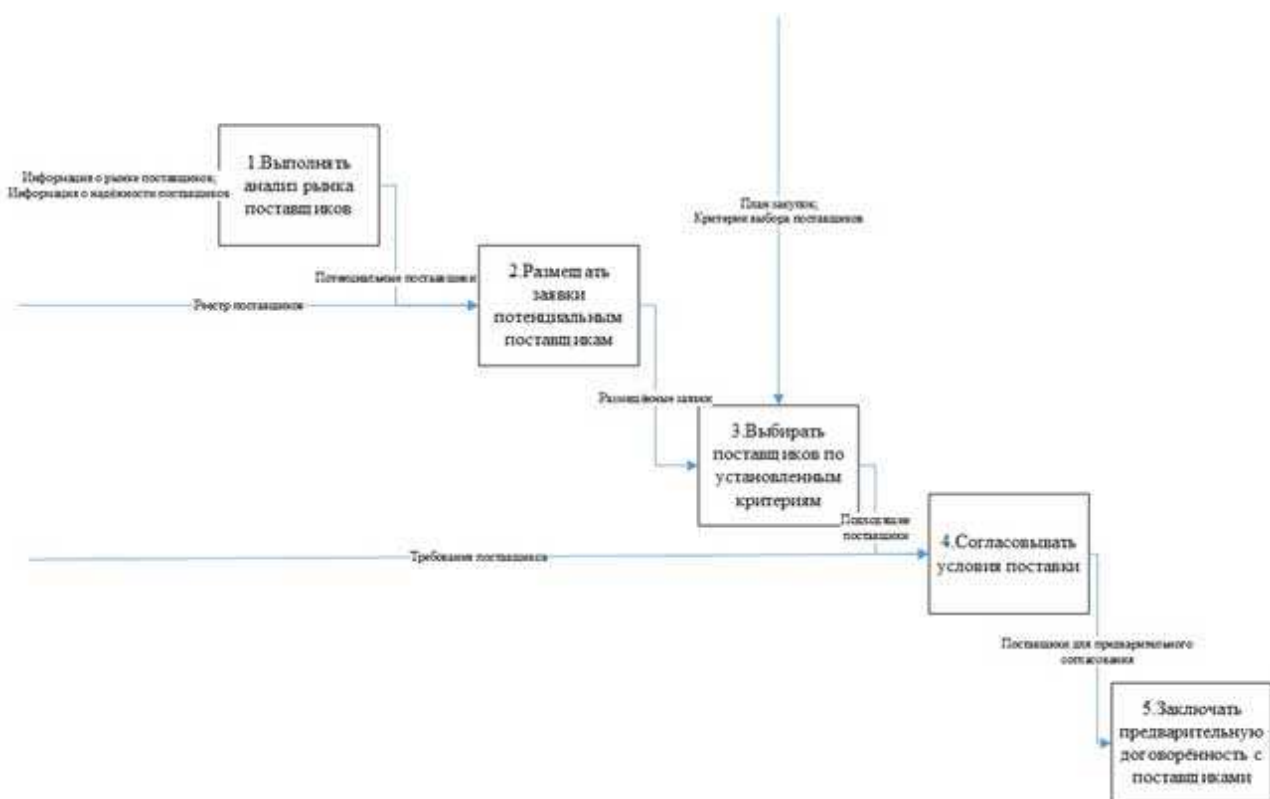 1.Выполнять
анализ рынка
поставщиков
Информация о рынке поставщиков;
Информация о надёжности поставщиков
План закупок;
Критерии выбора поставщиков
Потенциальные поставщики
2.Размещать
заявки
потенциальным
поставщикам
Реестр поставщиков
Размещённые заявки
3.Выбирать
поставщиков по
установленным
критериям
Подходящие
поставщики
Требования поставщиков
4.Согласовывать
условия поставки
Поставщики для предварительного
согласования
5.Заключать
предварительную
договорённость с
поставщиками